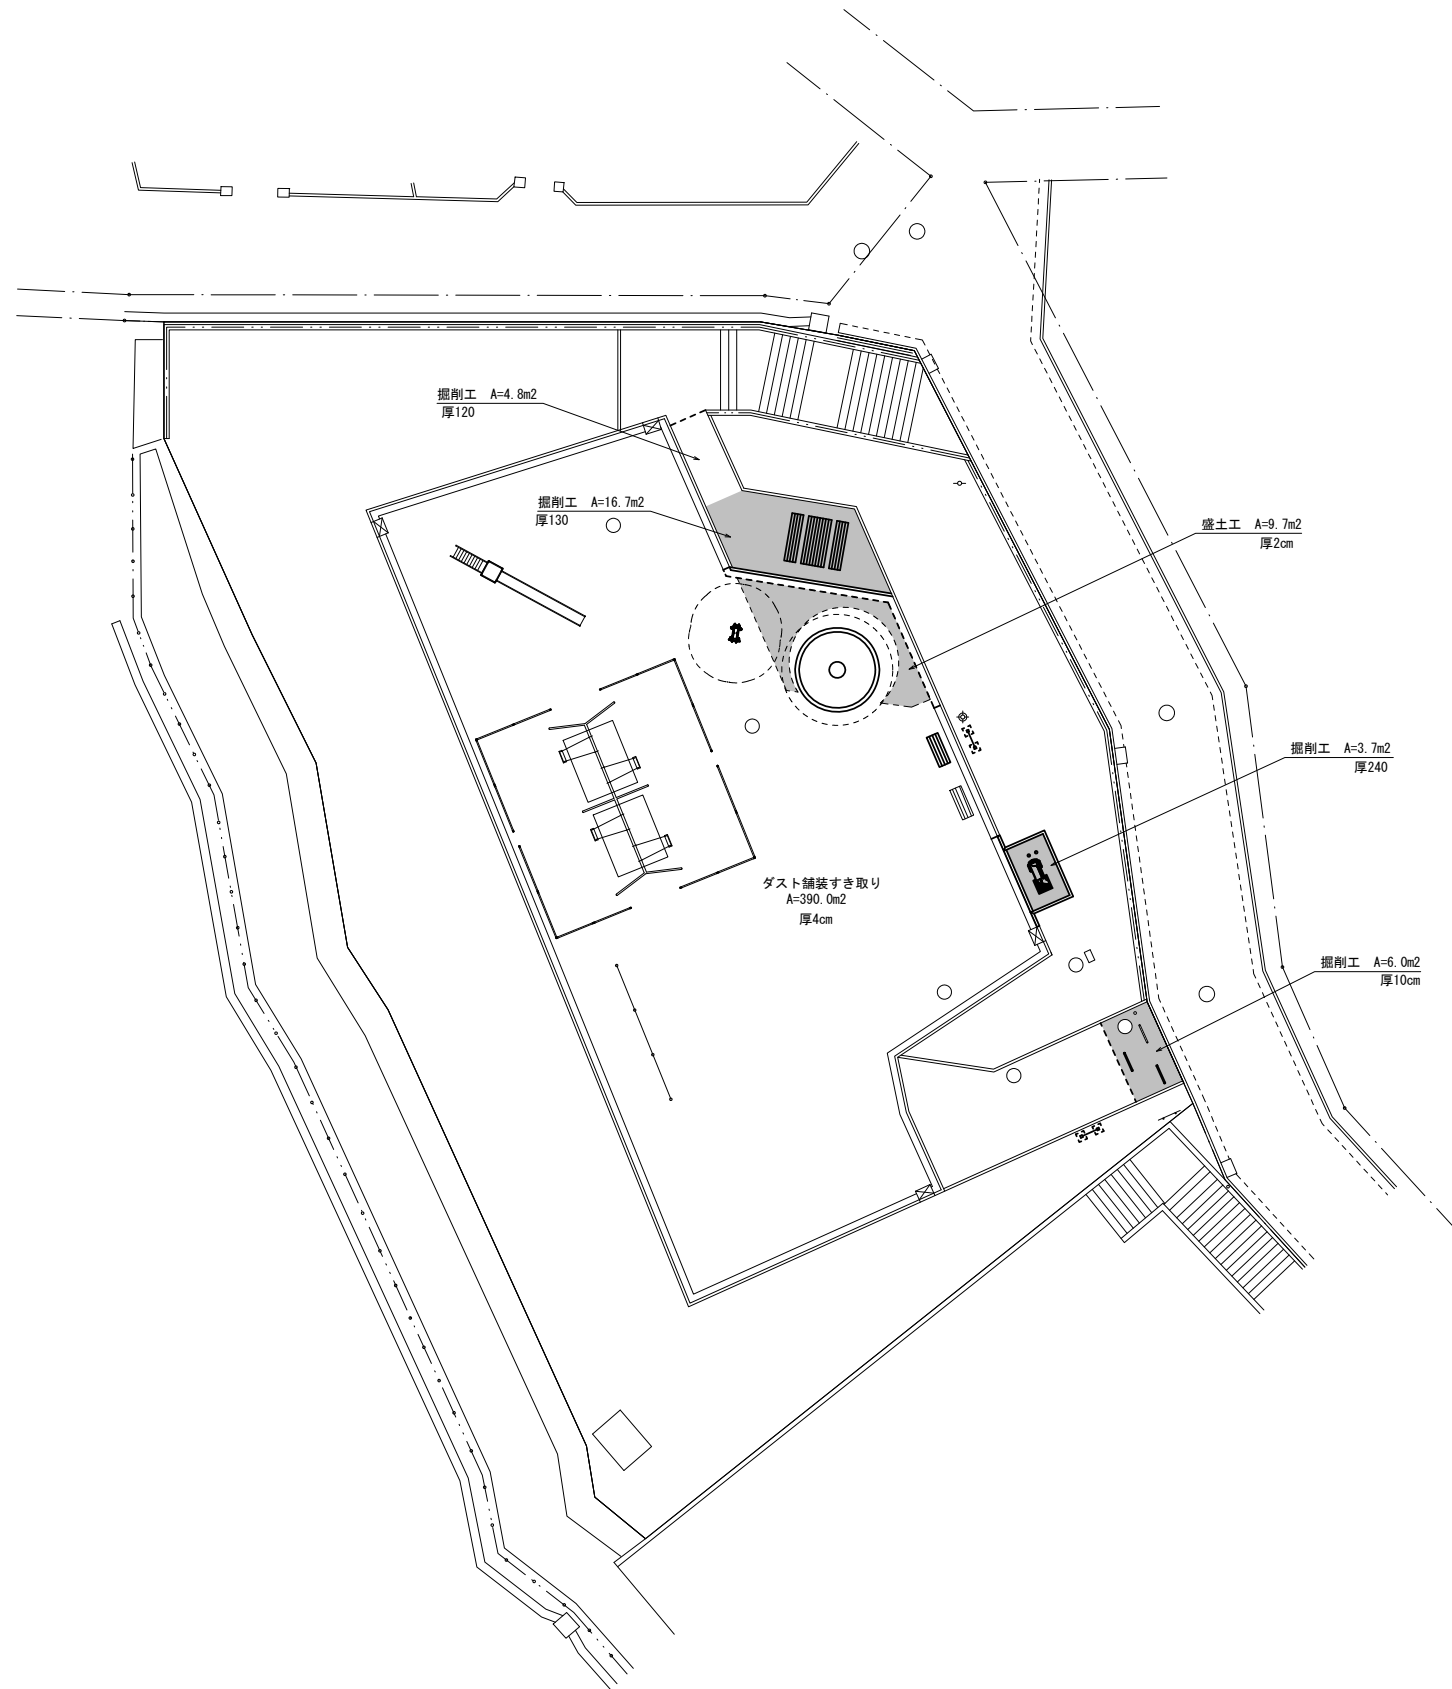 掘削工　A=4.8m2
厚120
掘削工　A=16.7m2
厚130
盛土工　A=9.7m2
厚2cm
掘削工　A=3.7m2
厚240
ダスト舗装すき取り
A=390.0m2
厚4cm
掘削工　A=6.0m2
厚10cm